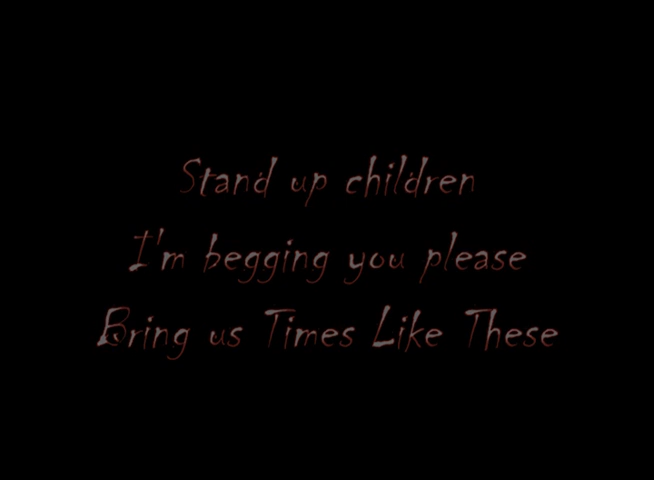 Stand up children
I'm begging you please
Bring us Times Like These